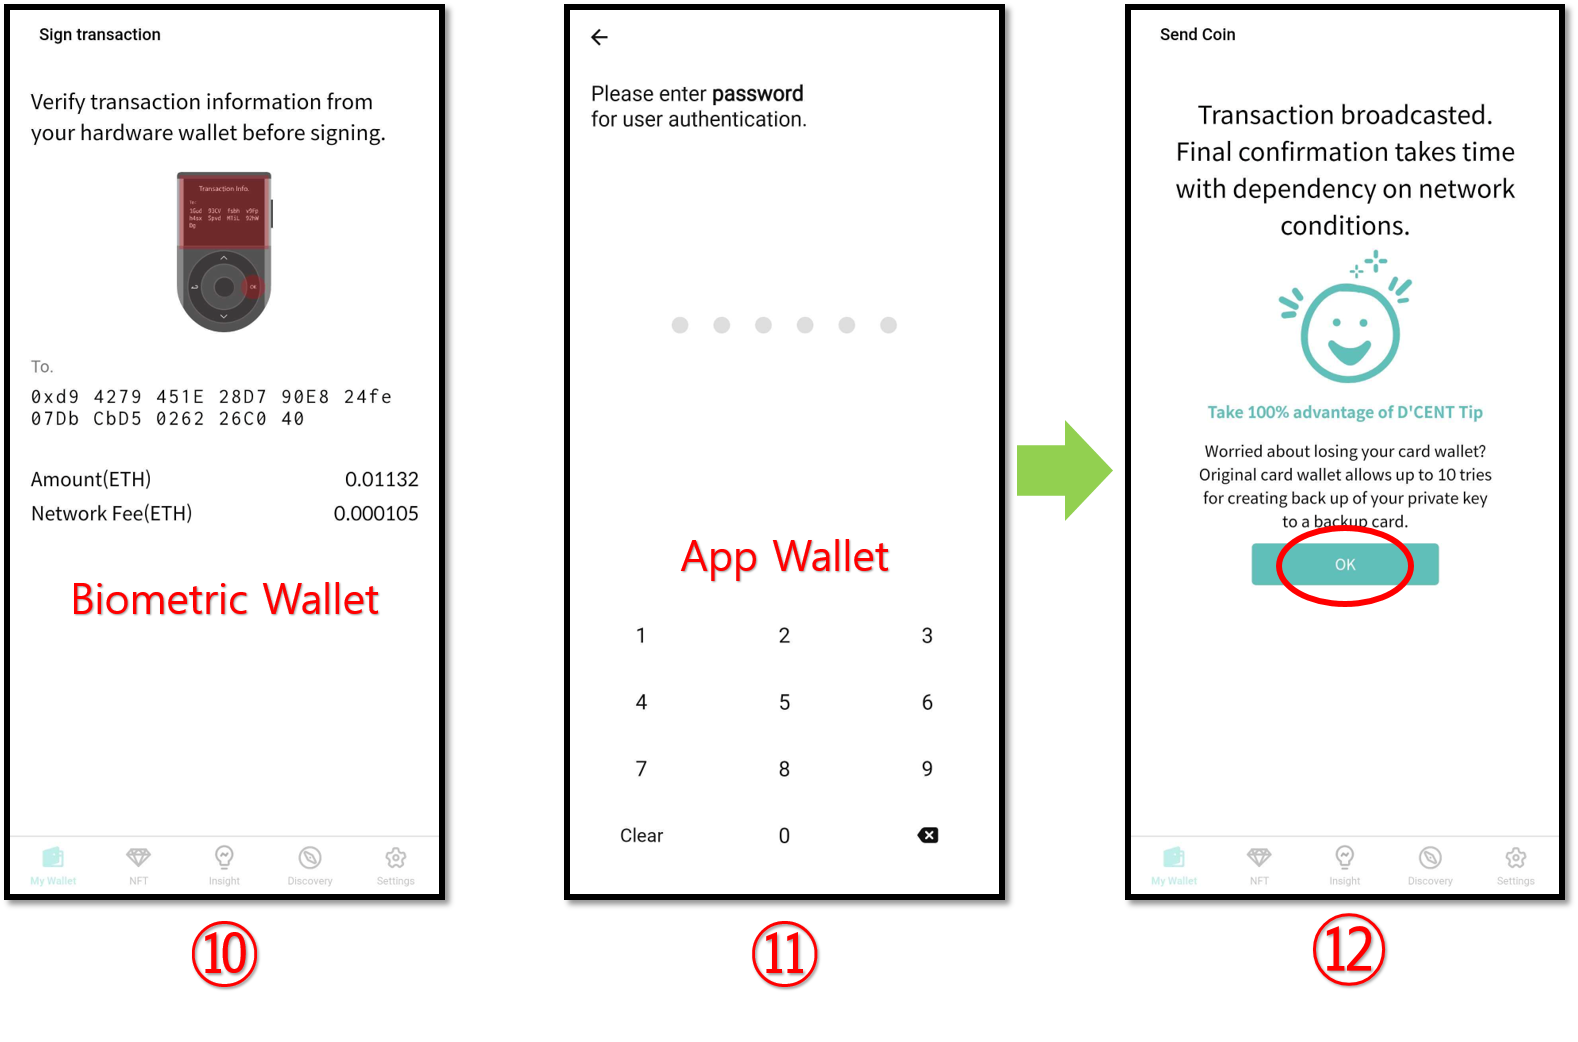 Sign transaction
Verify transaction information from
your hardware wallet before signing.
Transaction Info.
To:
OK
To.
0xd9 4279 451E 28D7 90E8 24fe
07Db CbD5 0262 26C0 40
Amount(ETH) 0.01132
Network Fee(ETH) 0.000105
Biometric Wallet
My Wallet NFT Insight Discovery Settings
⑩
Please enter password
for user authentication.
App Wallet
1 2 3
4 5 6
7 8 9
Clear 0
⑪
Send Coin
Transaction broadcasted.
Final confirmation takes time
with dependency on network
conditions.
Take 100% advantage of D'CENT Tip
Worried about losing your card wallet?
Original card wallet allows up to 10 tries
for creating back up of your private key
to a backup card.
OK
My Wallet NFT Insight Discovery Settings
⑫